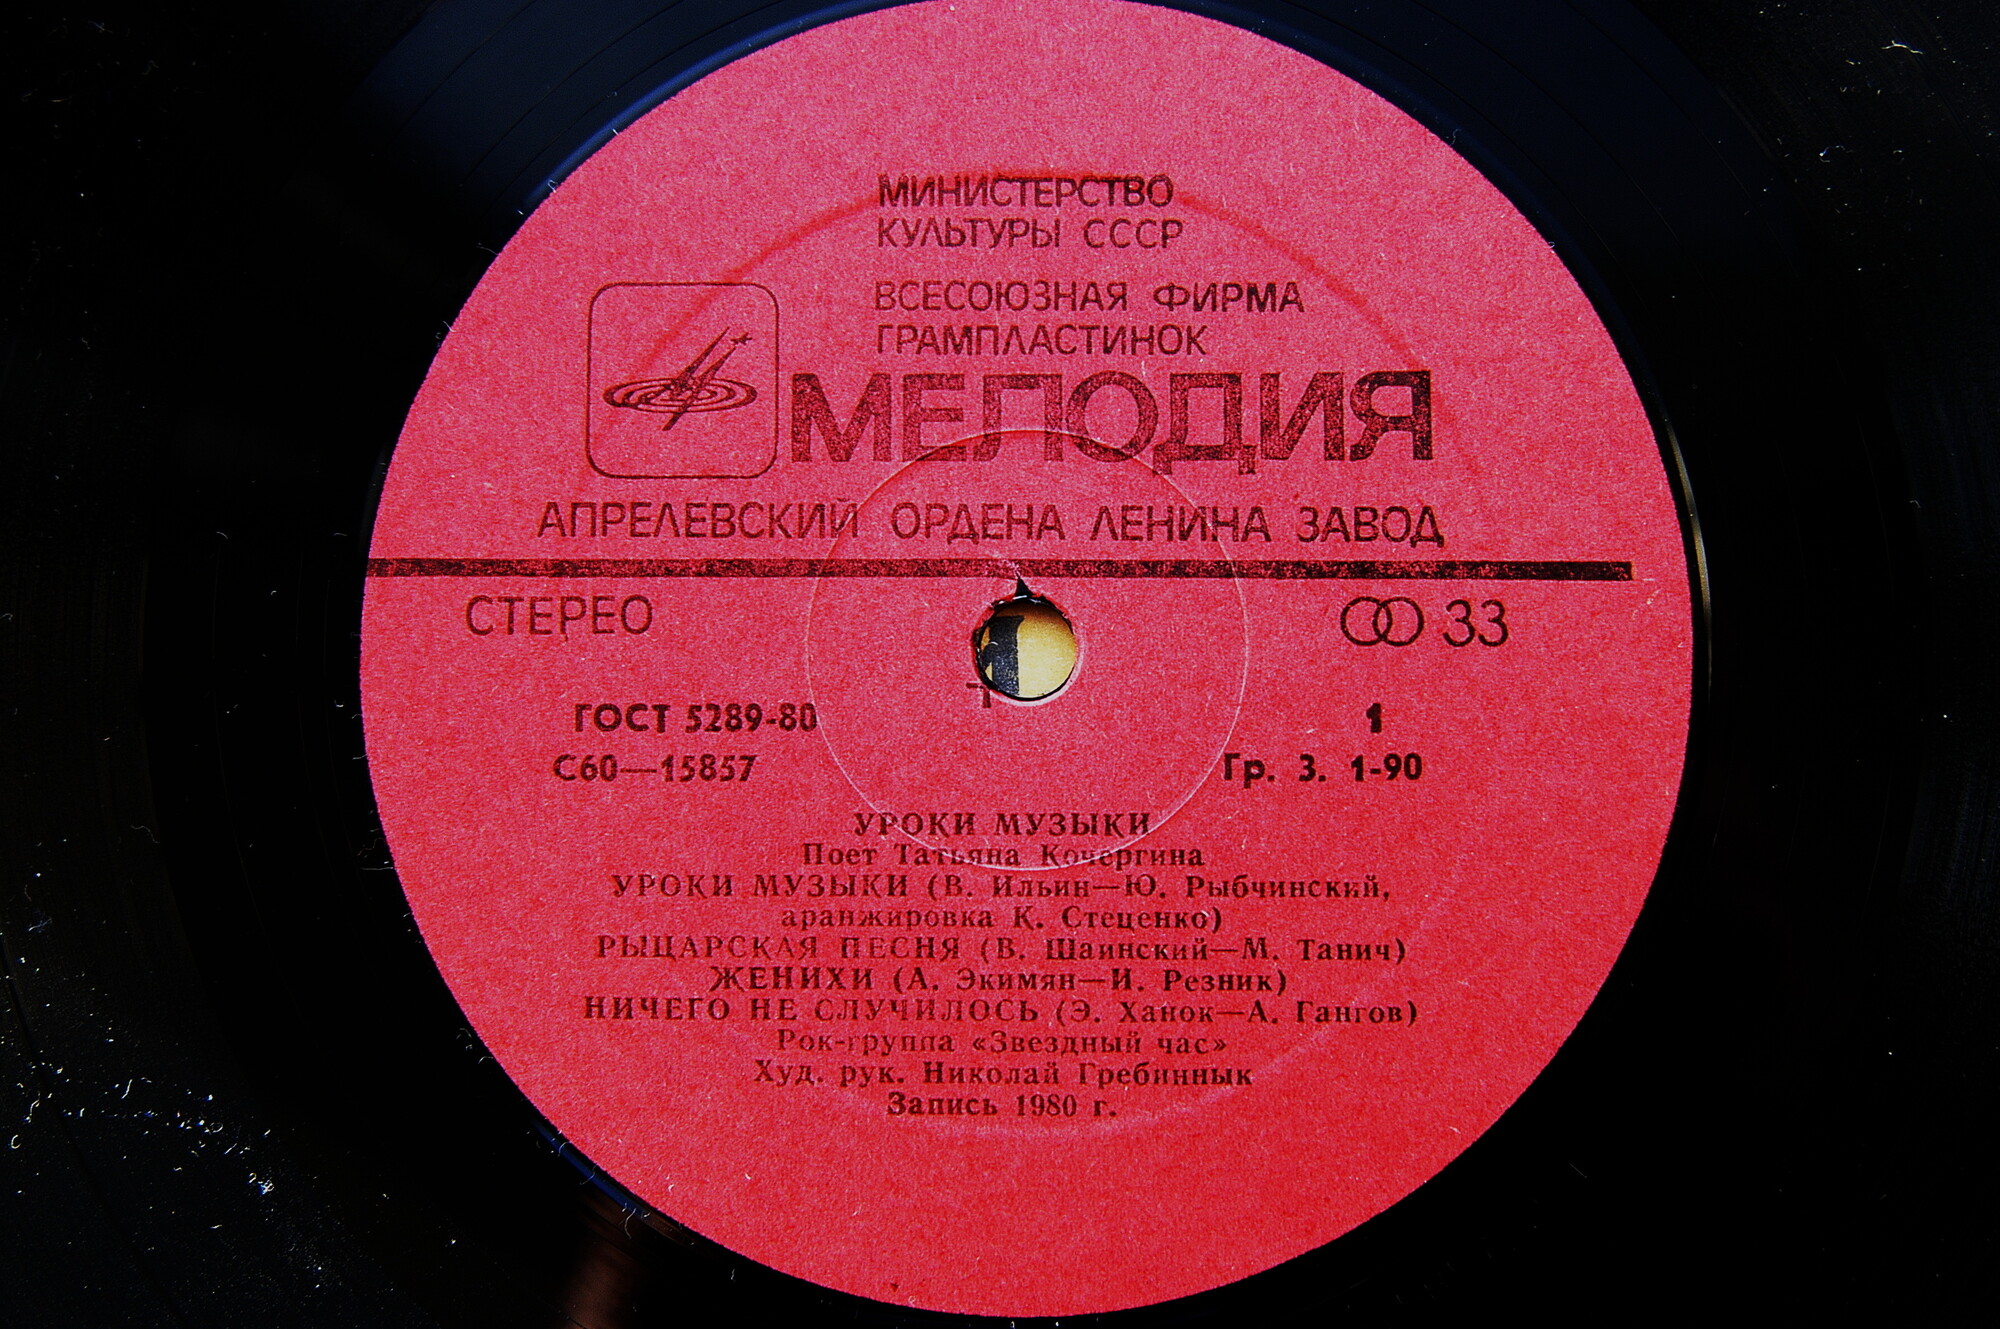 МИНИСТЕРСТВО
КУЛЬТУРЫ СССР
ВСЕСОЮЗНАЯ ФИРМА
ГРАМПЛАСТИНОК
МЕЛОДИЯ
АПРЕЛЕВСКИЙ ОРДЕНА ЛЕНИНА ЗАВОД
СТЕРЕО 33
ГОСТ 5289-80 1
С60—15857 Гр. 3. 1-90
УРОКИ МУЗЫКИ
Поет Татьяна Кочергина
УРОКИ МУЗЫКИ (В. Ильин—Ю. Рыбчинский,
аранжировка К. Стеценко)
РЫЦАРСКАЯ ПЕСНЯ (В. Шаинский—М. Танич)
ЖЕНИХИ (А. Экимян—И. Резник)
НИЧЕГО НЕ СЛУЧИЛОСЬ (Э. Ханок—А. Гангов)
Рок-группа «Звездный час»
Худ. рук. Николай Гребиннык
Запись 1980 г.